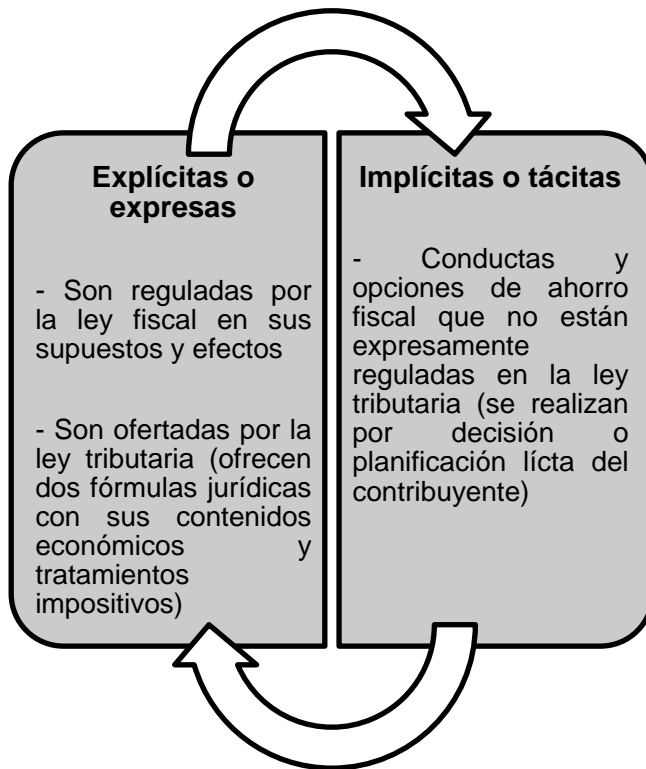 Explícitas o
expresas
- Son reguladas por
la ley fiscal en sus
supuestos y efectos
- Son ofertadas por la
ley tributaria (ofrecen
dos fórmulas jurídicas
con sus contenidos
económicos y
tratamientos
impositivos)
Implícitas o tácitas
- Conductas y
opciones de ahorro
fiscal que no están
expresamente
reguladas en la ley
tributaria (se realizan
por decisión o
planificación lícta del
contribuyente)